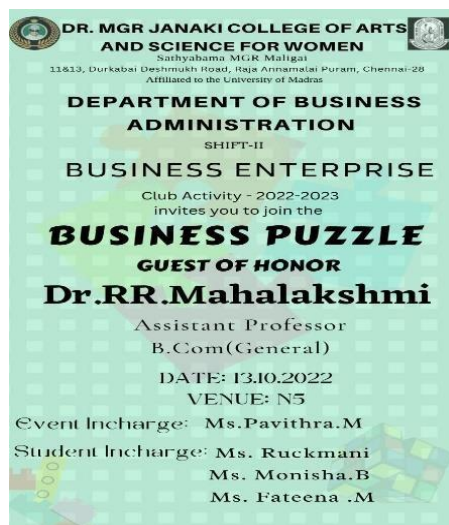 DR. MGR JANAKI COLLEGE OF ARTS
AND SCIENCE FOR WOMEN
Sathyabama MGR Maligai
11&13, Durkabai Deshmukh Road, Raja Annamalai Puram, Chennai-28
Affiliated to the University of Madras
DEPARTMENT OF BUSINESS
ADMINISTRATION
SHIFT-II
BUSINESS ENTERPRISE
Club Activity - 2022-2023
invites you to join the
BUSINESS PUZZLE
GUEST OF HONOR
Dr.RR.Mahalakshmi
Assistant Professor
B.Com(General)
DATE: 13.10.2022
VENUE: N5
Event Incharge: Ms.Pavithra.M
Student Incharge: Ms. Ruckmani
Ms. Monisha.B
Ms. Fateena .M